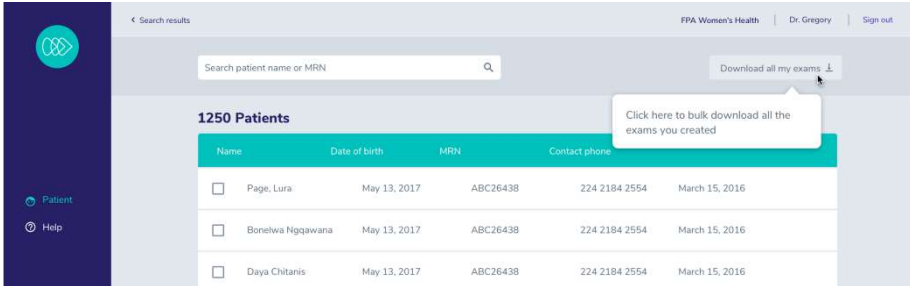 Search results
FPA Women's Health Dr. Gregory Sign out
Search patient name or MRN
Download all my exams
Click here to bulk download all the
exams you created
1250 Patients
Name Date of birth MRN Contact phone
Page, Lura May 13, 2017 ABC26438 224 2184 2554 March 15, 2016
Bonelwa Ngqawana May 13, 2017 ABC26438 224 2184 2554 March 15, 2016
Daya Chitanis May 13, 2017 ABC26438 224 2184 2554 March 15, 2016
Patient
Help